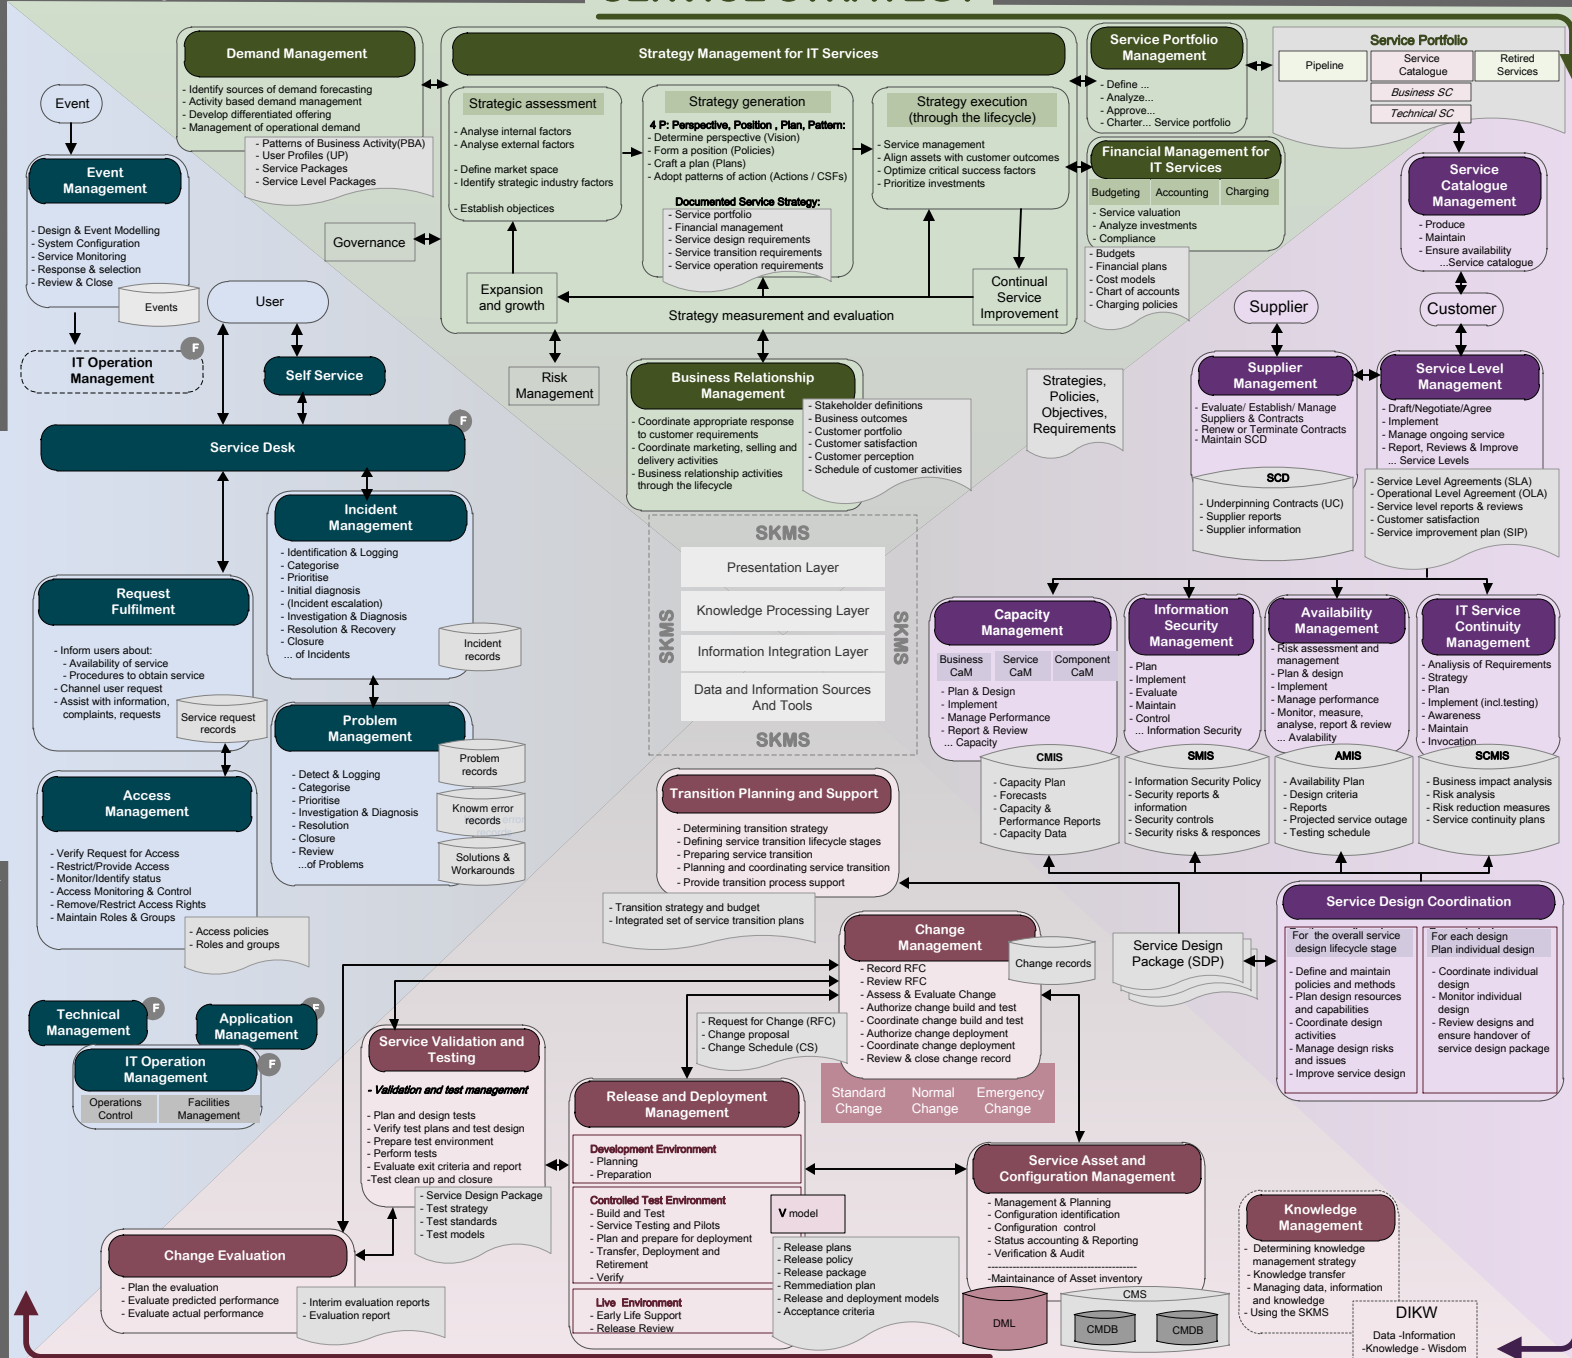 SERVICE STRATEGY
Demand Management
- Identify sources of demand forecasting
- Activity based demand management
- Develop differentiated offering
- Management of operational demand
- Patterns of Business Activity(PBA)
- User Profiles (UP)
- Service Packages
- Service Level Packages
Strategy Management for IT Services
Strategic assessment
- Analyse internal factors
- Analyse external factors
- Define market space
- Identify strategic industry factors
- Establish objectices
Strategy generation
4 P: Perspective, Position , Plan, Pattern:
- Determine perspective (Vision)
- Form a position (Policies)
- Craft a plan (Plans)
- Adopt patterns of action (Actions / CSFs)
Documented Service Strategy:
- Service portfolio
- Financial management
- Service design requirements
- Service transition requirements
- Service operation requirements
Strategy execution
(through the lifecycle)
- Service management
- Align assets with customer outcomes
- Optimize critical success factors
- Prioritize investments
Governance
Expansion
and growth
Continual
Service
Improvement
Strategy measurement and evaluation
Risk
Management
Service Portfolio
Management
- Define ...
- Analyze...
- Approve...
- Charter... Service portfolio
Service Portfolio
Pipeline
Service
Catalogue
Retired
Services
Business SC
Technical SC
Financial Management for
IT Services
Budgeting
Accounting
Charging
- Service valuation
- Analyze investments
- Compliance
- Budgets
- Financial plans
- Cost models
- Chart of accounts
- Charging policies
Service
Catalogue
Management
- Produce
- Maintain
- Ensure availability
...Service catalogue
Event
Event
Management
- Design & Event Modelling
- System Configuration
- Service Monitoring
- Response & selection
- Review & Close
Events
User
IT Operation
Management
F
Self Service
Service Desk
F
Business Relationship
Management
- Coordinate appropriate response
to customer requirements
- Coordinate marketing, selling and
delivery activities
- Business relationship activities
through the lifecycle
- Stakeholder definitions
- Business outcomes
- Customer portfolio
- Customer satisfaction
- Customer perception
- Schedule of customer activities
Strategies,
Policies,
Objectives,
Requirements
Supplier
Customer
Supplier
Management
- Evaluate/ Establish/ Manage
Suppliers & Contracts
- Renew or Terminate Contracts
- Maintain SCD
SCD
- Underpinning Contracts (UC)
- Supplier reports
- Supplier information
Service Level
Management
- Draft/Negotiate/Agree
- Implement
- Manage ongoing service
- Report, Reviews & Improve
... Service Levels
- Service Level Agreements (SLA)
- Operational Level Agreement (OLA)
- Service level reports & reviews
- Customer satisfaction
- Service improvement plan (SIP)
Incident
Management
- Identification & Logging
- Categorise
- Prioritise
- Initial diagnosis
- (Incident escalation)
- Investigation & Diagnosis
- Resolution & Recovery
- Closure
... of Incidents
Incident
records
Request
Fulfilment
- Inform users about:
- Availability of service
- Procedures to obtain service
- Channel user request
- Assist with information,
complaints, requests
Service request
records
Problem
Management
- Detect & Logging
- Categorise
- Prioritise
- Investigation & Diagnosis
- Resolution
- Closure
- Review
...of Problems
Problem
records
Knowm error
records
Solutions &
Workarounds
Access
Management
- Verify Request for Access
- Restrict/Provide Access
- Monitor/Identify status
- Access Monitoring & Control
- Remove/Restrict Access Rights
- Maintain Roles & Groups
- Access policies
- Roles and groups
SKMS
SKMS
SKMS
SKMS
Presentation Layer
Knowledge Processing Layer
Information Integration Layer
Data and Information Sources
And Tools
Capacity
Management
Business
CaM
Service
CaM
Component
CaM
- Plan & Design
- Implement
- Manage Performance
- Report & Review
... Capacity
CMIS
- Capacity Plan
- Forecasts
- Capacity &
Performance Reports
- Capacity Data
Information
Security
Management
- Plan
- Implement
- Evaluate
- Maintain
- Control
... Information Security
SMIS
- Information Security Policy
- Security reports &
information
- Security controls
- Security risks & responces
Availability
Management
- Risk assessment and
management
- Plan & design
- Implement
- Manage performance
- Monitor, measure,
analyse, report & review
... Avalability
AMIS
- Availability Plan
- Design criteria
- Reports
- Projected service outage
- Testing schedule
IT Service
Continuity
Management
- Analysis of Requirements
- Strategy
- Plan
- Implement (incl.testing)
- Awareness
- Maintain
- Invocation
SCMIS
- Business impact analysis
- Risk analysis
- Risk reduction measures
- Service continuity plans
Transition Planning and Support
- Determining transition strategy
- Defining service transition lifecycle stages
- Preparing service transition
- Planning and coordinating service transition
- Provide transition process support
- Transition strategy and budget
- Integrated set of service transition plans
Change
Management
- Record RFC
- Review RFC
- Assess & Evaluate Change
- Authorize change build and test
- Coordinate change build and test
- Authorize change deployment
- Coordinate change deployment
- Review & close change record
Change records
- Request for Change (RFC)
- Change proposal
- Change Schedule (CS)
Standard
Change
Normal
Change
Emergency
Change
Service Design
Package (SDP)
Service Design Coordination
For the overall service
design lifecycle stage
- Define and maintain
policies and methods
- Plan design resources
and capabilities
- Coordinate design
activities
- Manage design risks
and issues
- Improve service design
For each design
Plan individual design
- Coordinate individual
design
- Monitor individual
design
- Review designs and
ensure handover of
service design package
Technical
Management
F
Application
Management
F
IT Operation
Management
F
Operations
Control
Facilities
Management
Service Validation and
Testing
- Validation and test management
- Plan and design tests
- Verify test plans and test design
- Prepare test environment
- Perform tests
- Evaluate exit criteria and report
-Test clean up and closure
- Service Design Package
- Test strategy
- Test standards
- Test models
Release and Deployment
Management
Development Environment
- Planning
- Preparation
Controlled Test Environment
- Build and Test
- Service Testing and Pilots
- Plan and prepare for deployment
- Transfer, Deployment and
Retirement
- Verify
Live Environment
- Early Life Support
- Release Review
V model
- Release plans
- Release policy
- Release package
- Remmediation plan
- Release and deployment models
- Acceptance criteria
Change Evaluation
- Plan the evaluation
- Evaluate predicted performance
- Evaluate actual performance
- Interim evaluation reports
- Evaluation report
Service Asset and
Configuration Management
- Management & Planning
- Configuration identification
- Configuration control
- Status accounting & Reporting
- Verification & Audit
-Maintainance of Asset inventory
DML
CMS
CMDB
CMDB
Knowledge
Management
- Determining knowledge
management strategy
- Knowledge transfer
- Managing data, information
and knowledge
- Using the SKMS
DIKW
Data -Information
-Knowledge - Wisdom